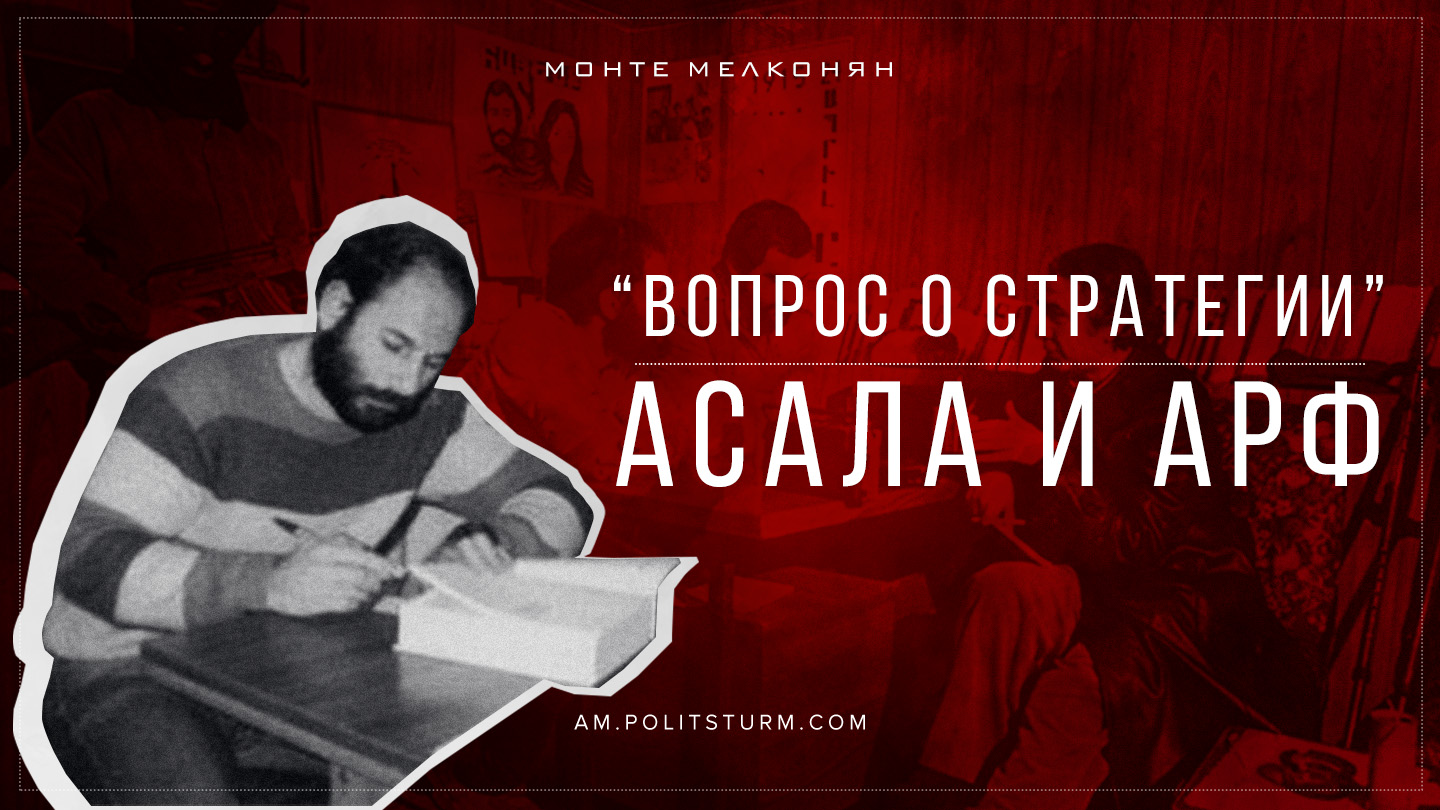 МОНТЕ МЕЛКОНЯН
“ВОПРОС О СТРАТЕГИИ”
АСАЛА И АРФ
AM.POLITSTURM.COM